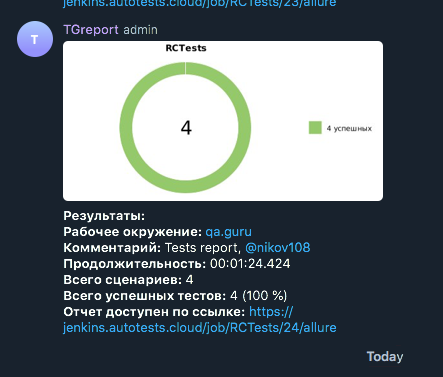 jenkins.autotests.cloud/job/RCTests/23/allure
T
TGreport admin
RCTests
4
4 успешных
Результаты:
Рабочее окружение: qa.guru
Комментарий: Tests report, @nikov108
Продолжительность: 00:01:24.424
Всего сценариев: 4
Всего успешных тестов: 4 (100 %)
Отчет доступен по ссылке: https://
jenkins.autotests.cloud/job/RCTests/24/allure
Today